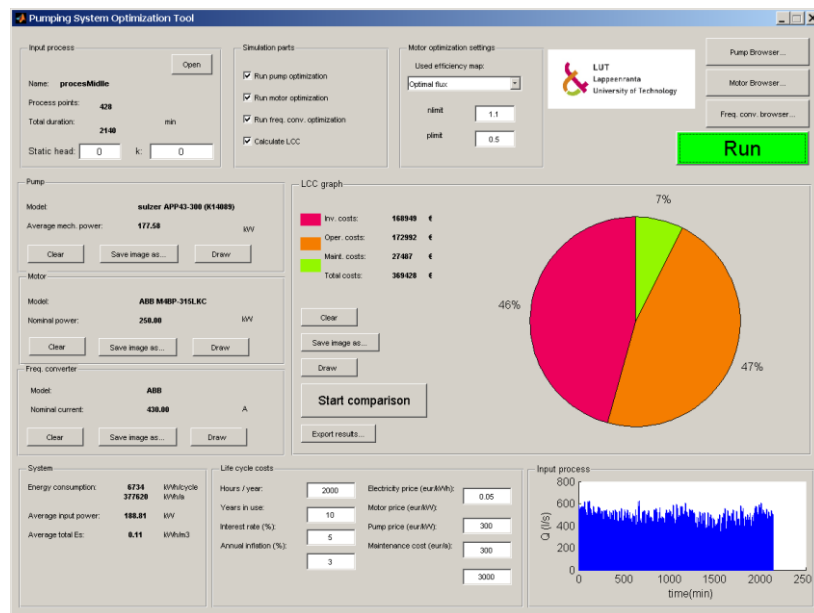 Pumping System Optimization Tool
Input process
Open
Name: procesMidlle
Process points: 428
Total duration: 2140 min
Static head: 0 k: 0
Simulation parts
Run pump optimization
Run motor optimization
Run freq. conv. optimization
Calculate LCC
Motor optimization settings
Used efficiency map:
Optimal flux
nlimit 1.1
plimit 0.5
LUT
Lappeenranta
University of Technology
Pump Browser...
Motor Browser...
Freq. conv. browser...
Run
Pump
Model: sulzer APP43-300 (K14089)
Average mech. power: 177.50 kW
Clear Save image as... Draw
Motor
Model: ABB M4BP-315LKC
Nominal power: 250.00 kW
Clear Save image as... Draw
Freq. converter
Model: ABB
Nominal current: 430.00 A
Clear Save image as... Draw
LCC graph
Inv. costs: 168949 €
Oper. costs: 172992 €
Maint. costs: 27487 €
Total costs: 369428 €
Clear
Save image as...
Draw
Start comparison
Export results...
7%
46%
47%
System
Energy consumption: 6734 kWh/cycle
377620 kWh/a
Average input power: 188.81 kW
Average total Es: 0.11 kWh/m3
Life cycle costs
Hours / year: 2000
Years in use: 10
Interest rate (%): 5
Annual inflation (%): 3
Electricity price (eur/kWh): 0.05
Motor price (eur/kW): 300
Pump price (eur/kW): 300
Maintenance cost (eur/a): 3000
Input process
800
600
400
200
0
Q (l/s)
0 500 1000 1500 2000 250
time(min)